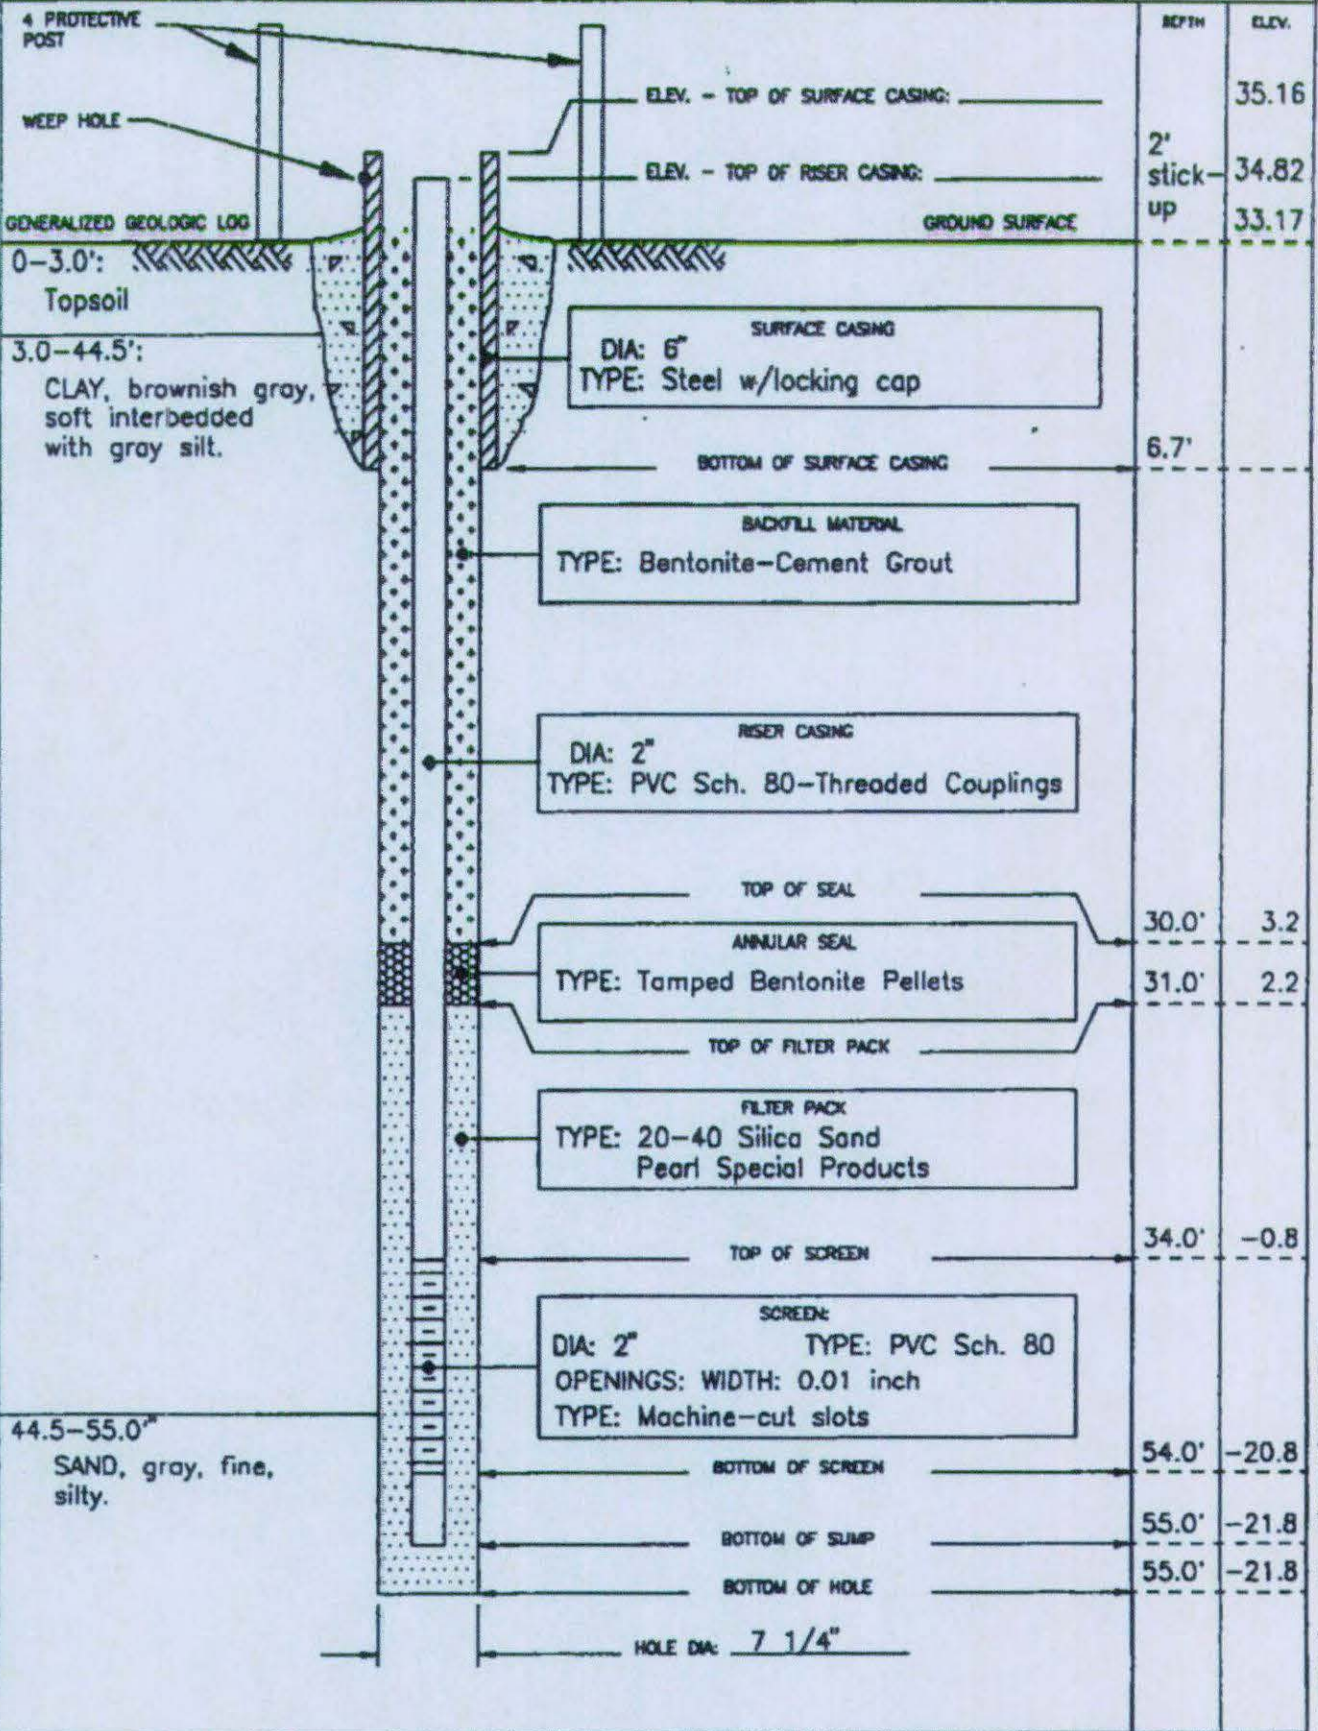 4 PROTECTIVE
POST
DEPTH ELEV.
ELEV. - TOP OF SURFACE CASING: 35.16
WEEP HOLE
2'
stick-
up
ELEV. - TOP OF RISER CASING: 34.82
GENERALIZED GEOLOGIC LOG
GROUND SURFACE 33.17
0-3.0':
Topsoil
SURFACE CASING
DIA: 6"
TYPE: Steel w/locking cap
3.0-44.5':
CLAY, brownish gray,
soft interbedded
with gray silt.
BOTTOM OF SURFACE CASING 6.7'
BACKFILL MATERIAL
TYPE: Bentonite-Cement Grout
RISER CASING
DIA: 2"
TYPE: PVC Sch. 80-Threaded Couplings
TOP OF SEAL 30.0' 3.2
ANNULAR SEAL
TYPE: Tamped Bentonite Pellets
31.0' 2.2
TOP OF FILTER PACK
FILTER PACK
TYPE: 20-40 Silica Sand
Pearl Special Products
TOP OF SCREEN 34.0' -0.8
SCREEN:
DIA: 2" TYPE: PVC Sch. 80
OPENINGS: WIDTH: 0.01 inch
TYPE: Machine-cut slots
44.5-55.0'"
SAND, gray, fine,
silty.
BOTTOM OF SCREEN 54.0' -20.8
BOTTOM OF SUMP 55.0' -21.8
BOTTOM OF HOLE 55.0' -21.8
HOLE DIA: 7 1/4"